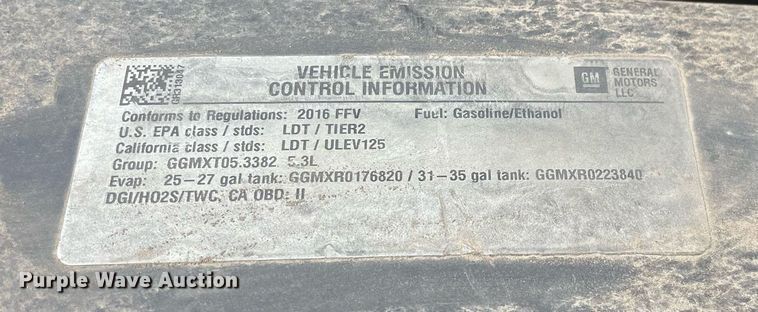 VEHICLE EMISSION
CONTROL INFORMATION
GM GENERAL
MOTORS
LLC
Conforms to Regulations: 2016 FFV Fuel: Gasoline/Ethanol
U.S. EPA class / stds: LDT / TIER2
California class / stds: LDT / ULEV125
Group: GGMXT05.3382 5.3L
Evap: 25-27 gal tank: GGMXR0176820 / 31-35 gal tank: GGMXR0223840
DGI/HO2S/TWC, CA OBD: II
Purple Wave Auction